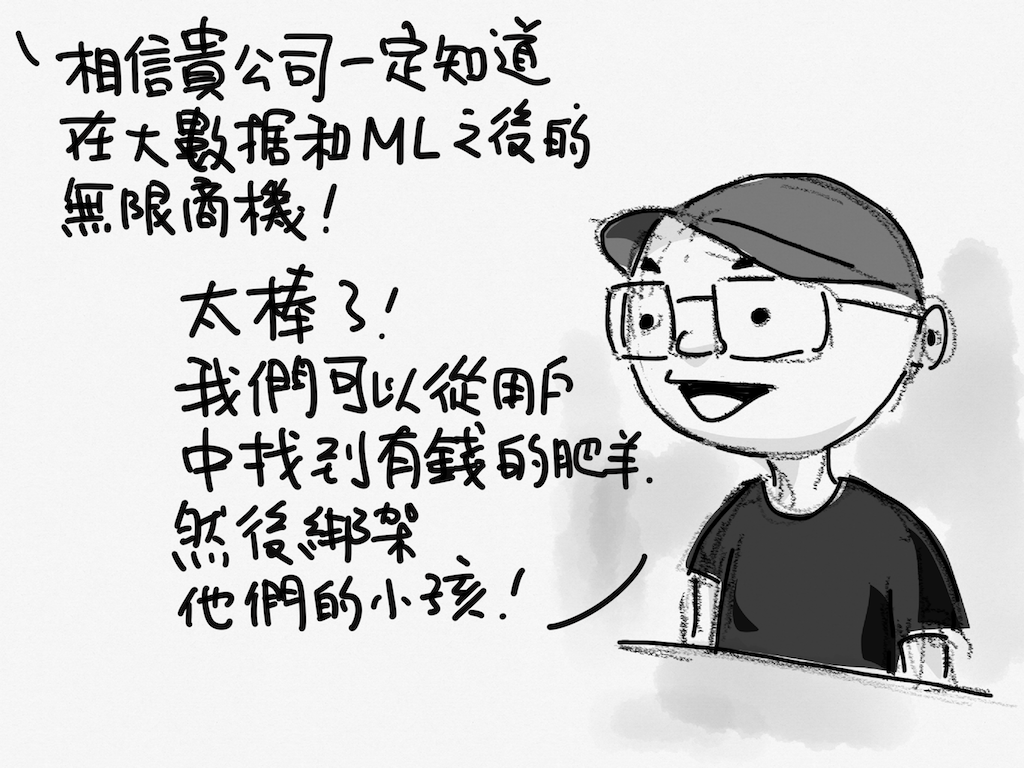 相信貴公司一定知道
在大數据和ML之後的
無限商機！
太棒了！
我們可以從用戶
中找到有錢的肥羊.
然後綁架
他們的小孩！